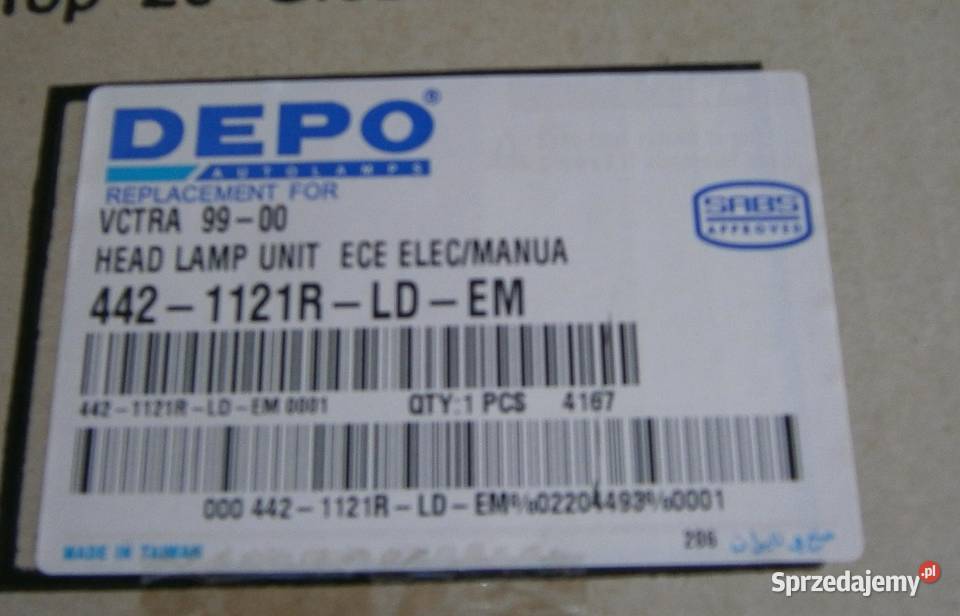 DEPO®
AUTOLAMPS
REPLACEMENT FOR
VCTRA 99-00
HEAD LAMP UNIT ECE ELEC/MANUA
442-1121R-LD-EM
SABS
APPROVED
442-1121R-LD-EM 0001 QTY:1 PCS 4167
000 442-1121R-LD-EM%02204493%0001
MADE IN TAIWAN
206
Sprzedajemy.pl